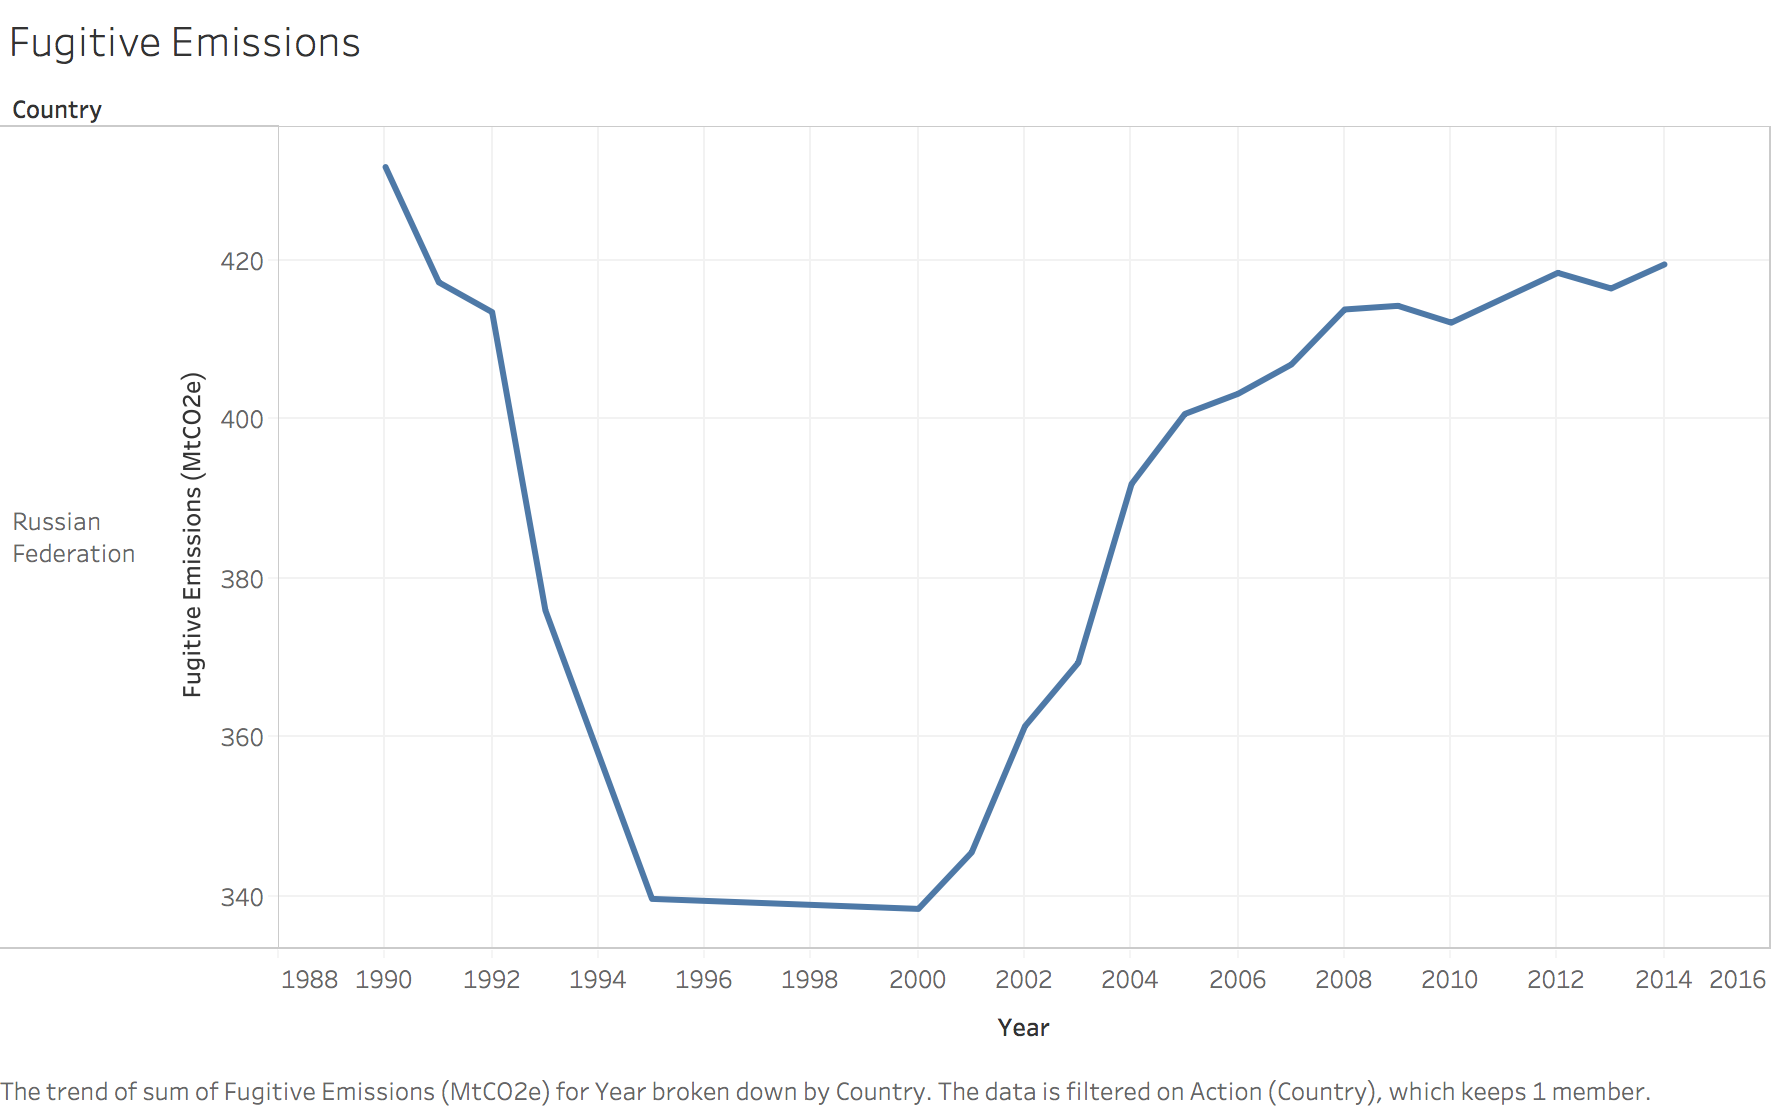 Fugitive Emissions
Country
Russian
Federation
Fugitive Emissions (MtCO2e)
420
400
380
360
340
1988 1990 1992 1994 1996 1998 2000 2002 2004 2006 2008 2010 2012 2014 2016
Year
The trend of sum of Fugitive Emissions (MtCO2e) for Year broken down by Country. The data is filtered on Action (Country), which keeps 1 member.